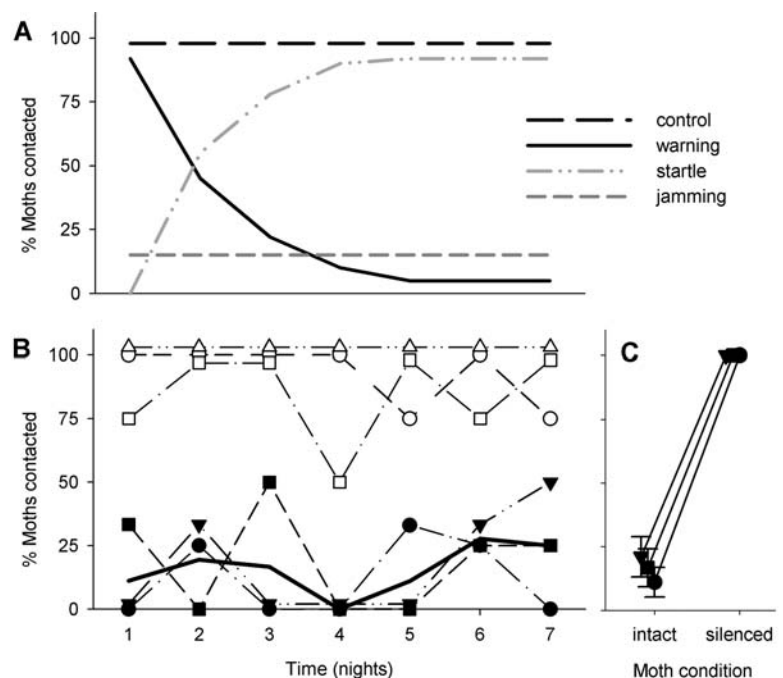 A
% Moths contacted
100
75
50
25
0
control
warning
startle
jamming
B
% Moths contacted
100
75
50
25
0
1 2 3 4 5 6 7
Time (nights)
C
intact silenced
Moth condition